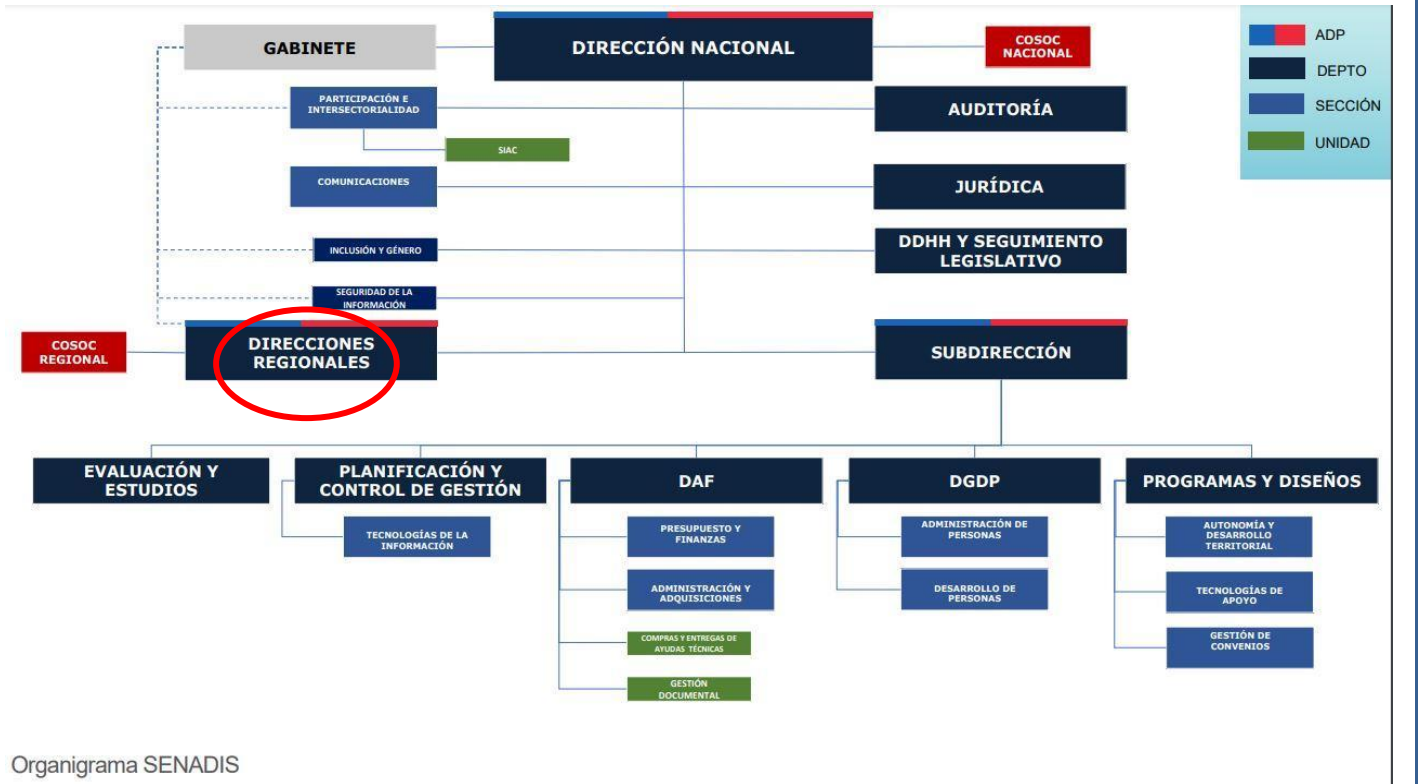 GABINETE
DIRECCIÓN NACIONAL
COSOC
NACIONAL
ADP
DEPTO
SECCIÓN
UNIDAD
PARTICIPACIÓN E
INTERSECTORIALIDAD
AUDITORÍA
SIAC
COMUNICACIONES
JURÍDICA
INCLUSIÓN Y GÉNERO
DDHH Y SEGUIMIENTO
LEGISLATIVO
SEGURIDAD DE LA
INFORMACIÓN
COSOC
REGIONAL
DIRECCIONES
REGIONALES
SUBDIRECCIÓN
EVALUACIÓN Y
ESTUDIOS
PLANIFICACIÓN Y
CONTROL DE GESTIÓN
DAF
DGDP
PROGRAMAS Y DISEÑOS
TECNOLOGÍAS DE LA
INFORMACIÓN
PRESUPUESTO Y
FINANZAS
ADMINISTRACIÓN DE
PERSONAS
AUTONOMÍA Y
DESARROLLO
TERRITORIAL
ADMINISTRACIÓN Y
ADQUISICIONES
DESARROLLO DE
PERSONAS
TECNOLOGÍAS DE
APOYO
COMPRAS Y ENTREGAS DE
AYUDAS TÉCNICAS
GESTIÓN DE
CONVENIOS
GESTIÓN
DOCUMENTAL
Organigrama SENADIS